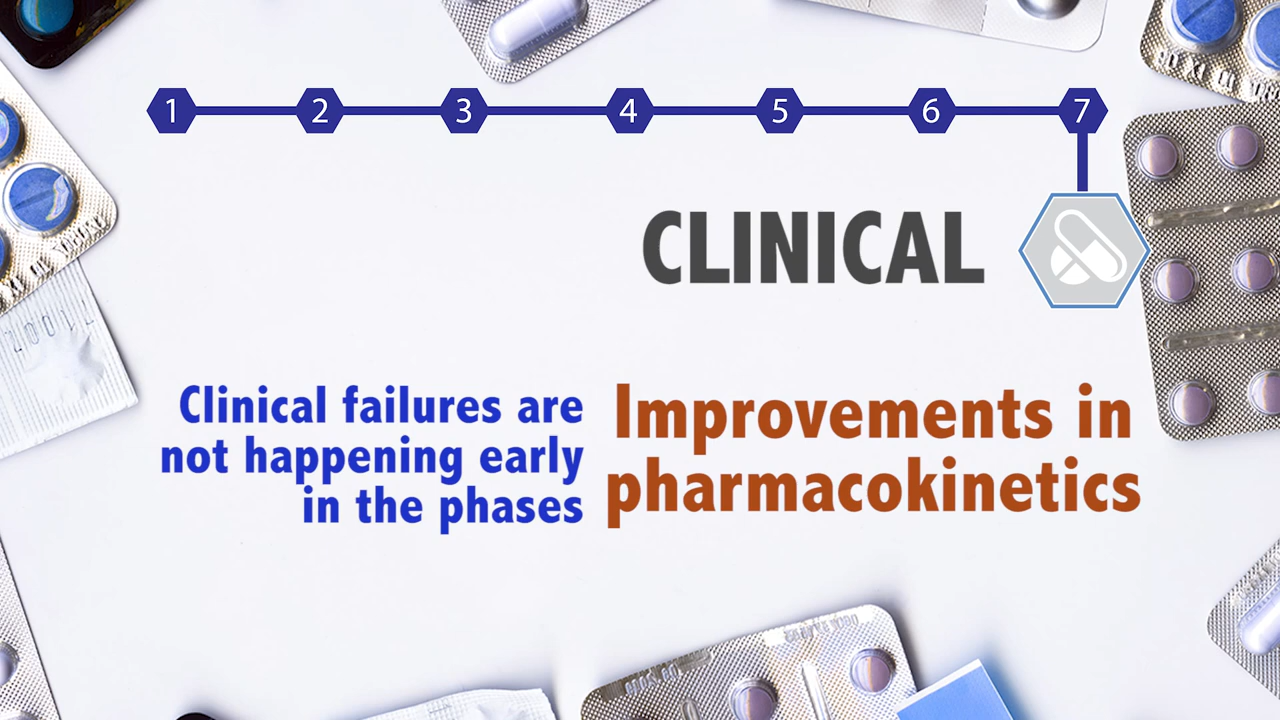 1 2 3 4 5 6 7
CLINICAL
Clinical failures are
not happening early
in the phases
Improvements in
pharmacokinetics